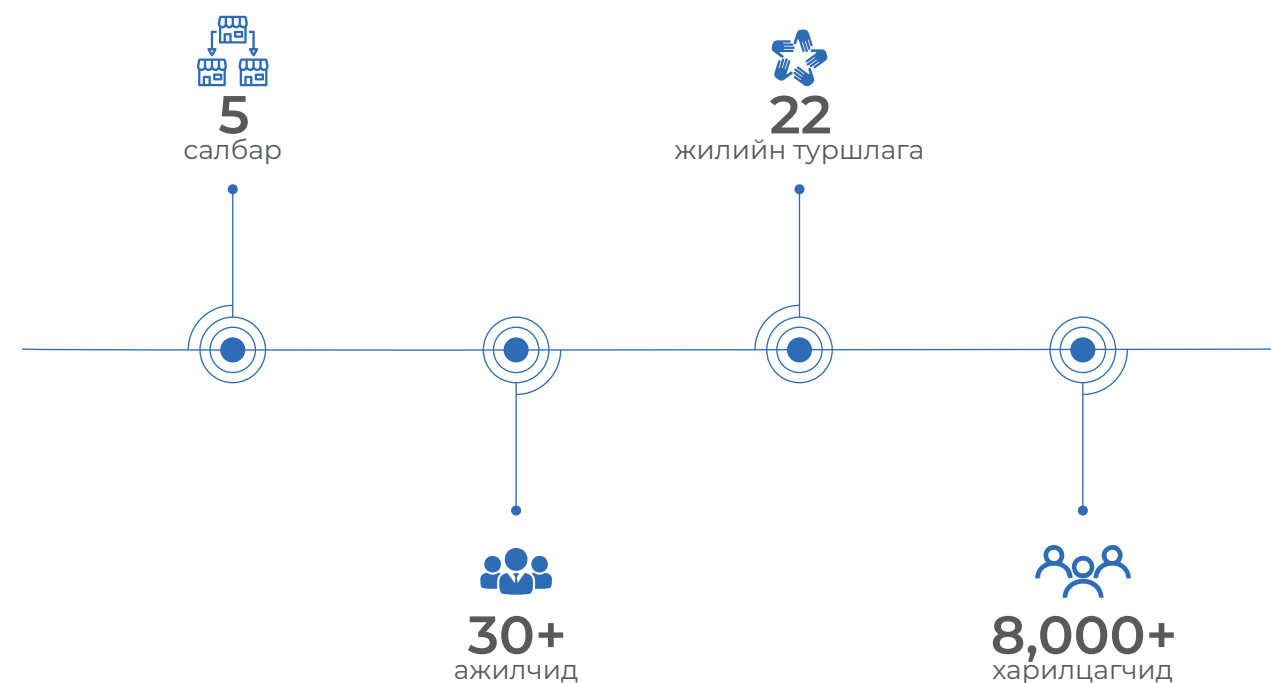 5
салбар
22
жилийн туршлага
30+
ажилчид
8,000+
харилцагчид